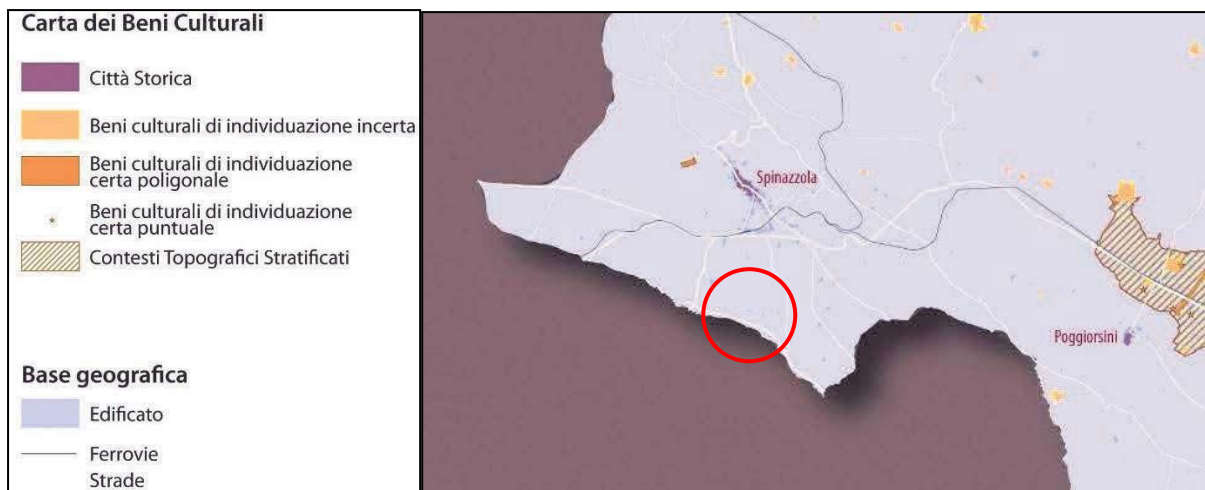 Carta dei Beni Culturali
Città Storica
Beni culturali di individuazione incerta
Beni culturali di individuazione
certa poligonale
Beni culturali di individuazione
certa puntuale
Contesti Topografici Stratificati
Base geografica
Edificato
Ferrovie
Strade
Spinazzola
Poggiorsini